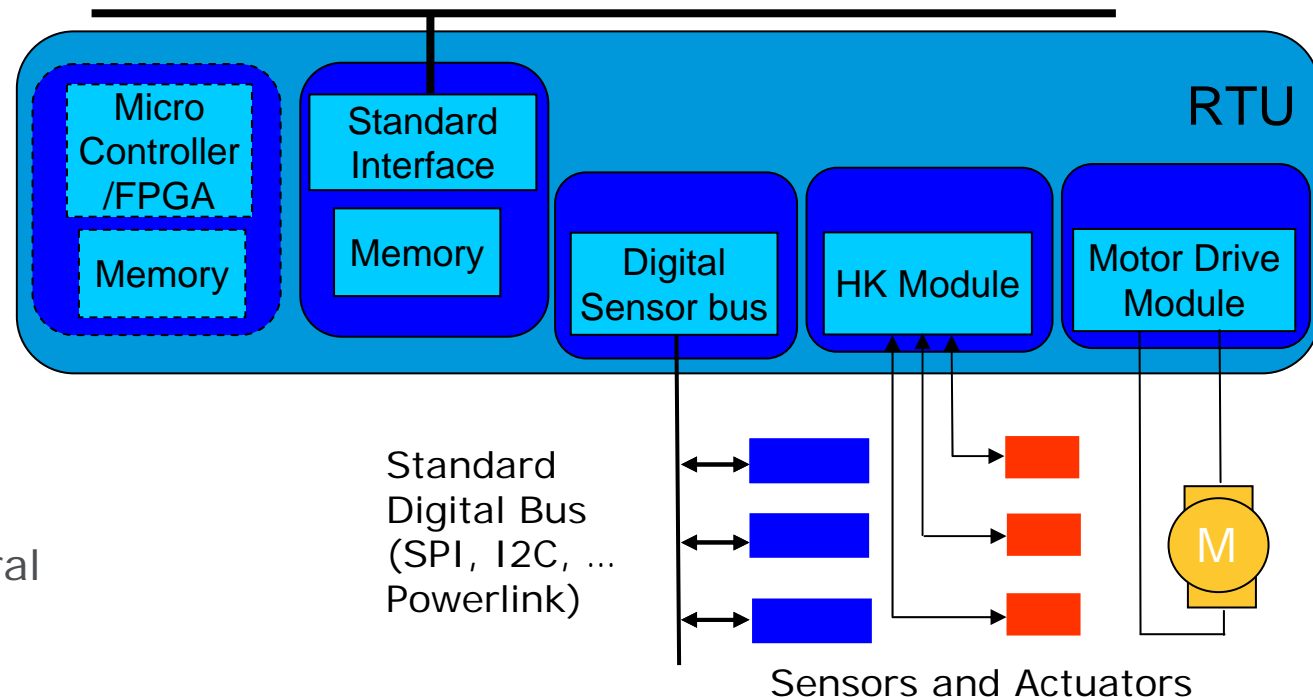 RTU
Micro
Controller
/FPGA
Memory
Standard
Interface
Memory
Digital
Sensor bus
HK Module
Motor Drive
Module
Standard
Digital Bus
(SPI, I2C, ...
Powerlink)
M
ral
Sensors and Actuators